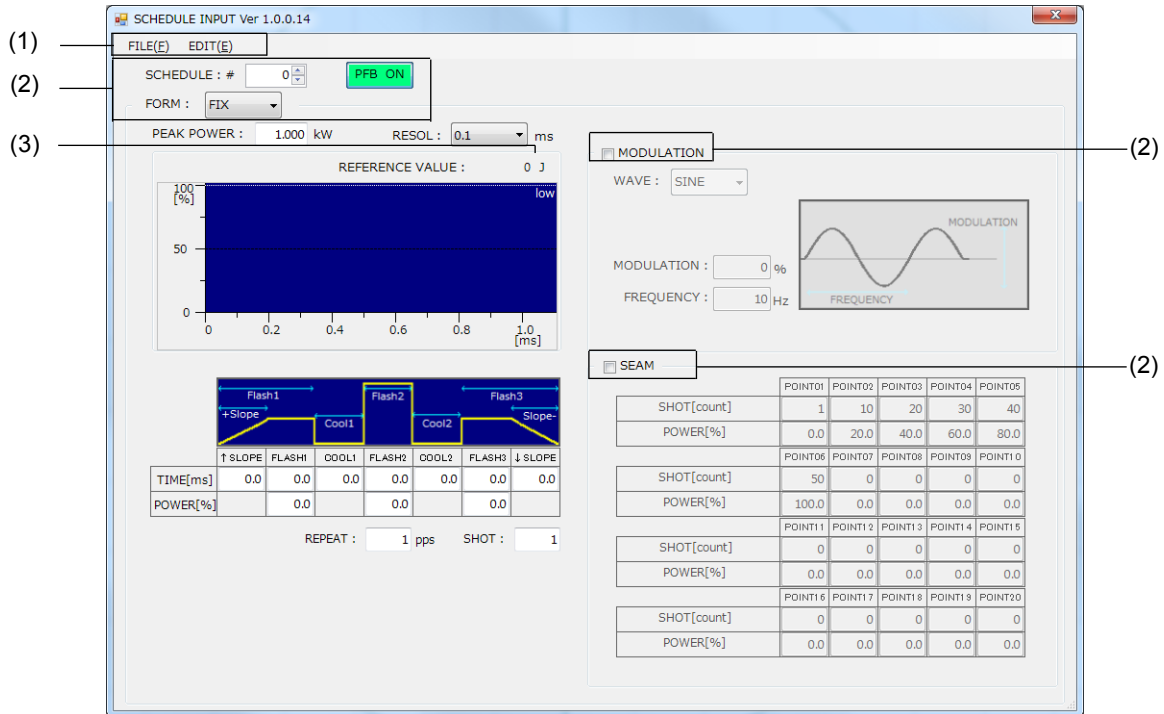 SCHEDULE INPUT Ver 1.0.0.14
x
(1)
FILE(F) EDIT(E)
(2)
SCHEDULE : # 0 PFB ON
FORM : FIX
(3)
PEAK POWER : 1.000 kW RESOL : 0.1 ms
REFERENCE VALUE : 0 J
100
[%]
low
50
0
0 0.2 0.4 0.6 0.8 1.0
[ms]
Flash1 Flash2 Flash3
+Slope Cool1 Cool2 Slope-
↑SLOPE FLASH1 COOL1 FLASH2 COOL2 FLASH3 ↓SLOPE
TIME[ms] 0.0 0.0 0.0 0.0 0.0 0.0 0.0
POWER[%] 0.0 0.0 0.0
REPEAT : 1 pps SHOT : 1
MODULATION (2)
WAVE : SINE
MODULATION
MODULATION : 0 %
FREQUENCY : 10 Hz
FREQUENCY
SEAM (2)
POINT01 POINT02 POINT03 POINT04 POINT05
SHOT[count] 1 10 20 30 40
POWER[%] 0.0 20.0 40.0 60.0 80.0
POINT06 POINT07 POINT08 POINT09 POINT10
SHOT[count] 50 0 0 0 0
POWER[%] 100.0 0.0 0.0 0.0 0.0
POINT11 POINT12 POINT13 POINT14 POINT15
SHOT[count] 0 0 0 0 0
POWER[%] 0.0 0.0 0.0 0.0 0.0
POINT16 POINT17 POINT18 POINT19 POINT20
SHOT[count] 0 0 0 0 0
POWER[%] 0.0 0.0 0.0 0.0 0.0